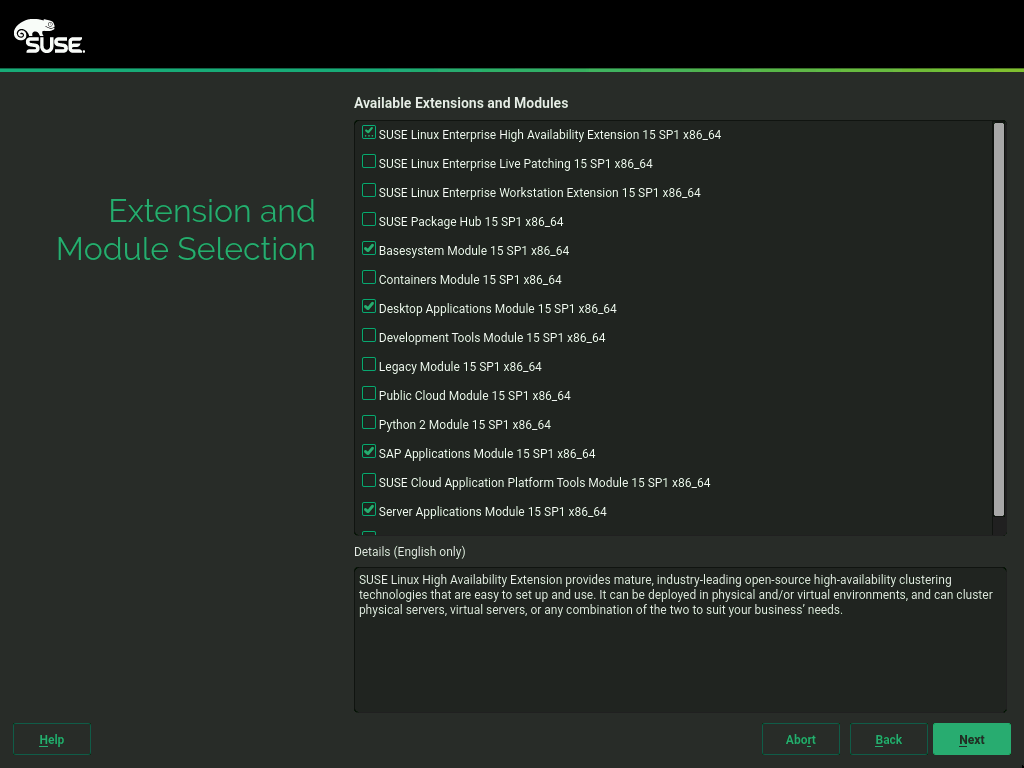 SUSE.
Available Extensions and Modules
Extension and
Module Selection
SUSE Linux Enterprise High Availability Extension 15 SP1 x86_64
SUSE Linux Enterprise Live Patching 15 SP1 x86_64
SUSE Linux Enterprise Workstation Extension 15 SP1 x86_64
SUSE Package Hub 15 SP1 x86_64
Basesystem Module 15 SP1 x86_64
Containers Module 15 SP1 x86_64
Desktop Applications Module 15 SP1 x86_64
Development Tools Module 15 SP1 x86_64
Legacy Module 15 SP1 x86_64
Public Cloud Module 15 SP1 x86_64
Python 2 Module 15 SP1 x86_64
SAP Applications Module 15 SP1 x86_64
SUSE Cloud Application Platform Tools Module 15 SP1 x86_64
Server Applications Module 15 SP1 x86_64
Details (English only)
SUSE Linux High Availability Extension provides mature, industry-leading open-source high-availability clustering
technologies that are easy to set up and use. It can be deployed in physical and/or virtual environments, and can cluster
physical servers, virtual servers, or any combination of the two to suit your business’ needs.
Help
Abort
Back
Next